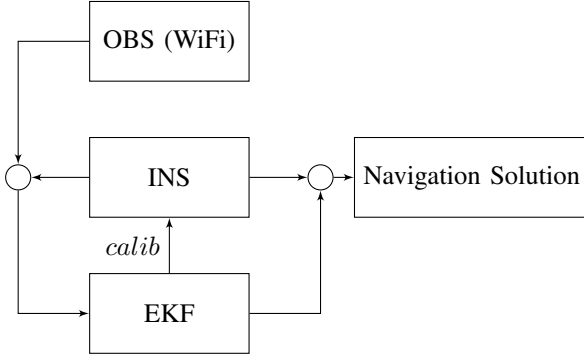 OBS (WiFi)
INS
Navigation Solution
calib
EKF